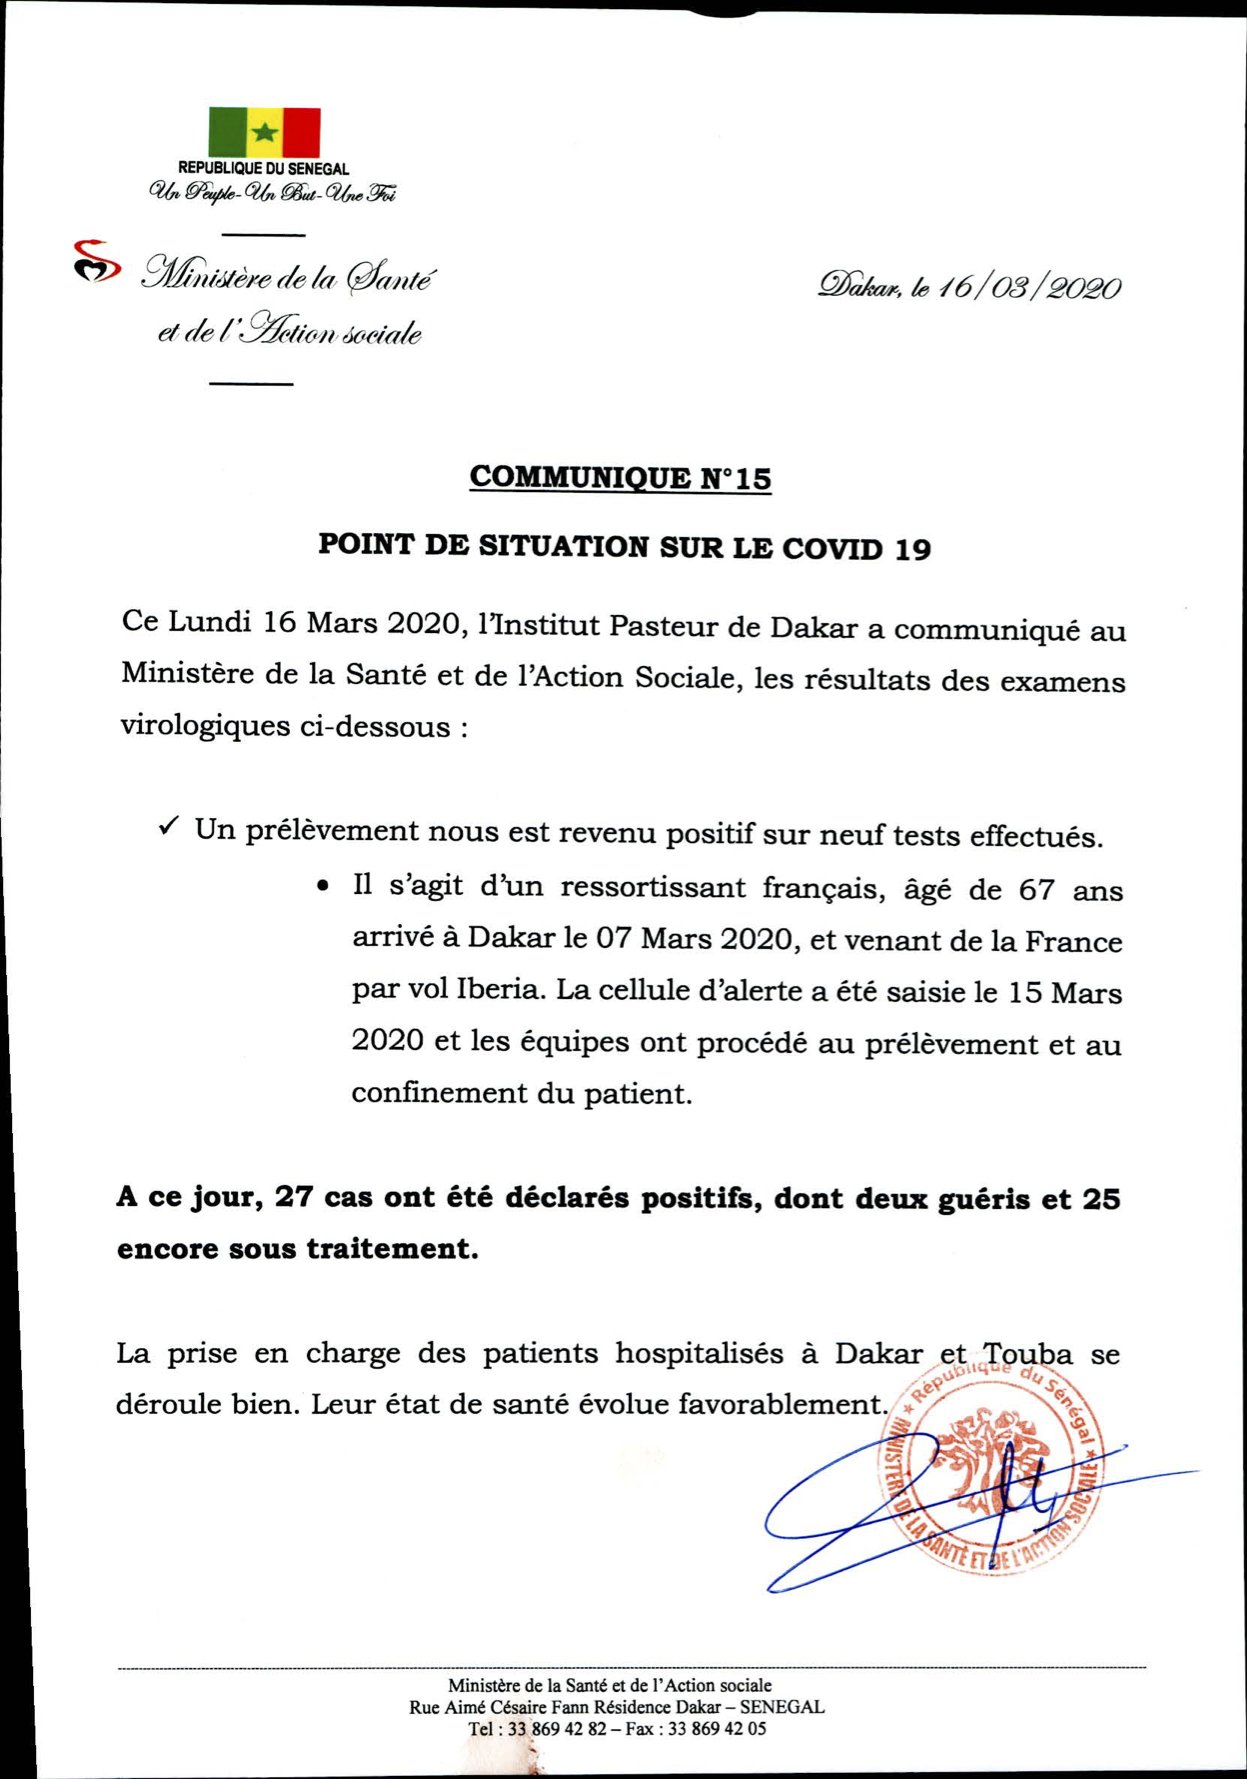 REPUBLIQUE DU SENEGAL
Un Peuple-Un But-Une Foi
Ministère de la Santé
et de l'Action sociale
Dakar, le 16/03/2020
COMMUNIQUE N°15
POINT DE SITUATION SUR LE COVID 19
Ce Lundi 16 Mars 2020, l'Institut Pasteur de Dakar a communiqué au
Ministère de la Santé et de l'Action Sociale, les résultats des examens
virologiques ci-dessous :
✓ Un prélèvement nous est revenu positif sur neuf tests effectués.
• Il s'agit d'un ressortissant français, âgé de 67 ans
arrivé à Dakar le 07 Mars 2020, et venant de la France
par vol Iberia. La cellule d'alerte a été saisie le 15 Mars
2020 et les équipes ont procédé au prélèvement et au
confinement du patient.
A ce jour, 27 cas ont été déclarés positifs, dont deux guéris et 25
encore sous traitement.
La prise en charge des patients hospitalisés à Dakar et Touba se
déroule bien. Leur état de santé évolue favorablement.
★ République du Sénégal ★
MINISTERE DE LA SANTÉ ET DE L'ACTION SOCIALE
Ministère de la Santé et de l'Action sociale
Rue Aimé Césaire Fann Résidence Dakar – SENEGAL
Tel : 33 869 42 82 – Fax : 33 869 42 05